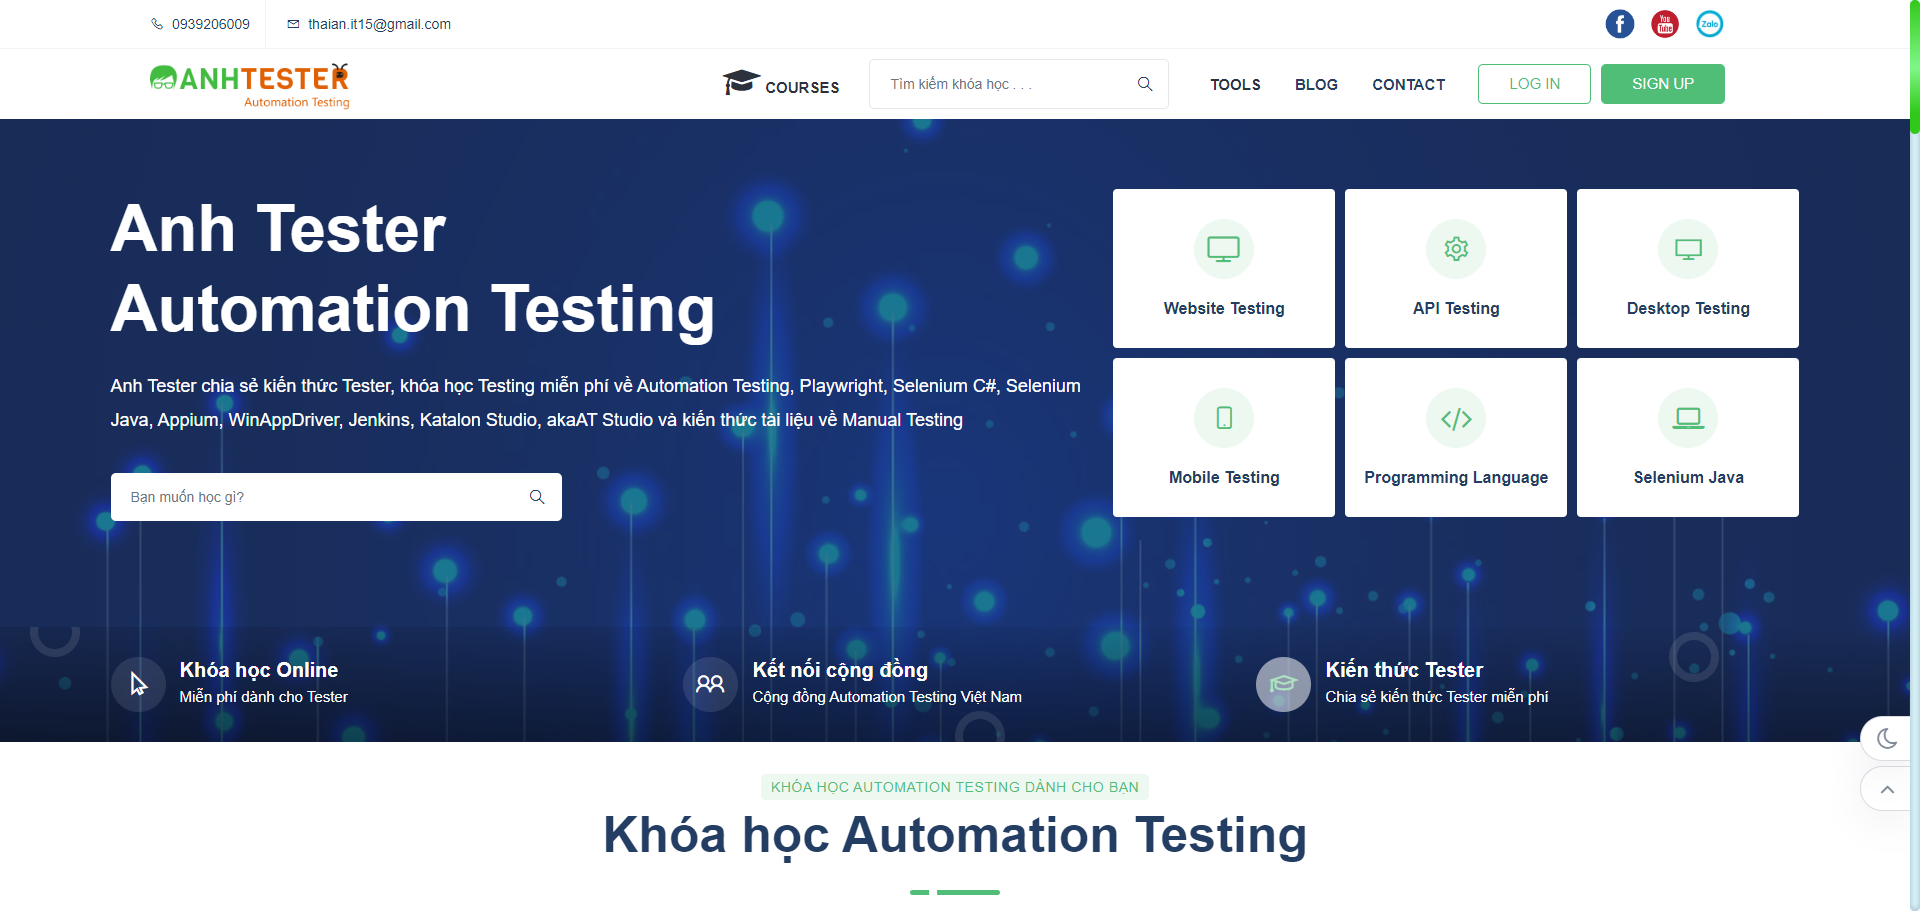 0939206009
thaian.it15@gmail.com
You Tube
Zalo
ANHTESTER
Automation Testing
COURSES
Tìm kiếm khóa học . . .
TOOLS
BLOG
CONTACT
LOG IN
SIGN UP
Anh Tester
Automation Testing
Anh Tester chia sẻ kiến thức Tester, khóa học Testing miễn phí về Automation Testing, Playwright, Selenium C#, Selenium
Java, Appium, WinAppDriver, Jenkins, Katalon Studio, akaAT Studio và kiến thức tài liệu về Manual Testing
Bạn muốn học gì?
Website Testing
API Testing
Desktop Testing
Mobile Testing
Programming Language
Selenium Java
Khóa học Online
Miễn phí dành cho Tester
Kết nối cộng đồng
Cộng đồng Automation Testing Việt Nam
Kiến thức Tester
Chia sẻ kiến thức Tester miễn phí
KHÓA HỌC AUTOMATION TESTING DÀNH CHO BẠN
Khóa học Automation Testing